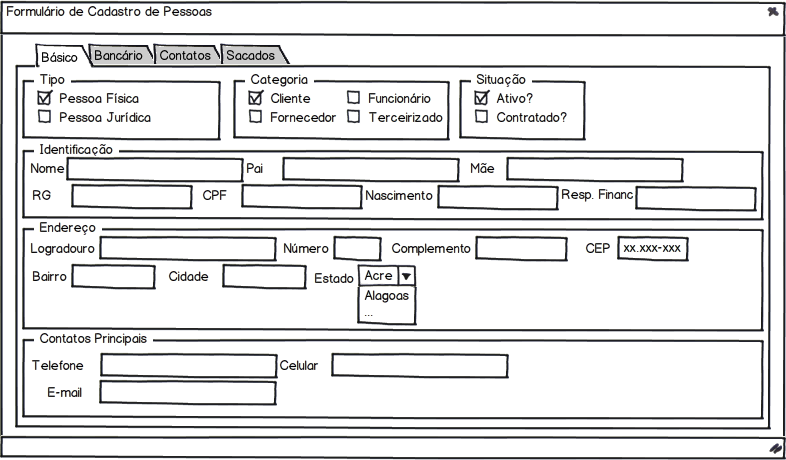 Formulário de Cadastro de Pessoas
Básico Bancário Contatos Sacados
Tipo Categoria Situação
Pessoa Física Cliente Funcionário Ativo?
Pessoa Jurídica Fornecedor Terceirizado Contratado?
Identificação
Nome Pai Mãe
RG CPF Nascimento Resp. Financ
Endereço
Logradouro Número Complemento CEP xx.xxx-xxx
Bairro Cidade Estado Acre
Alagoas
...
Contatos Principais
Telefone Celular
E-mail